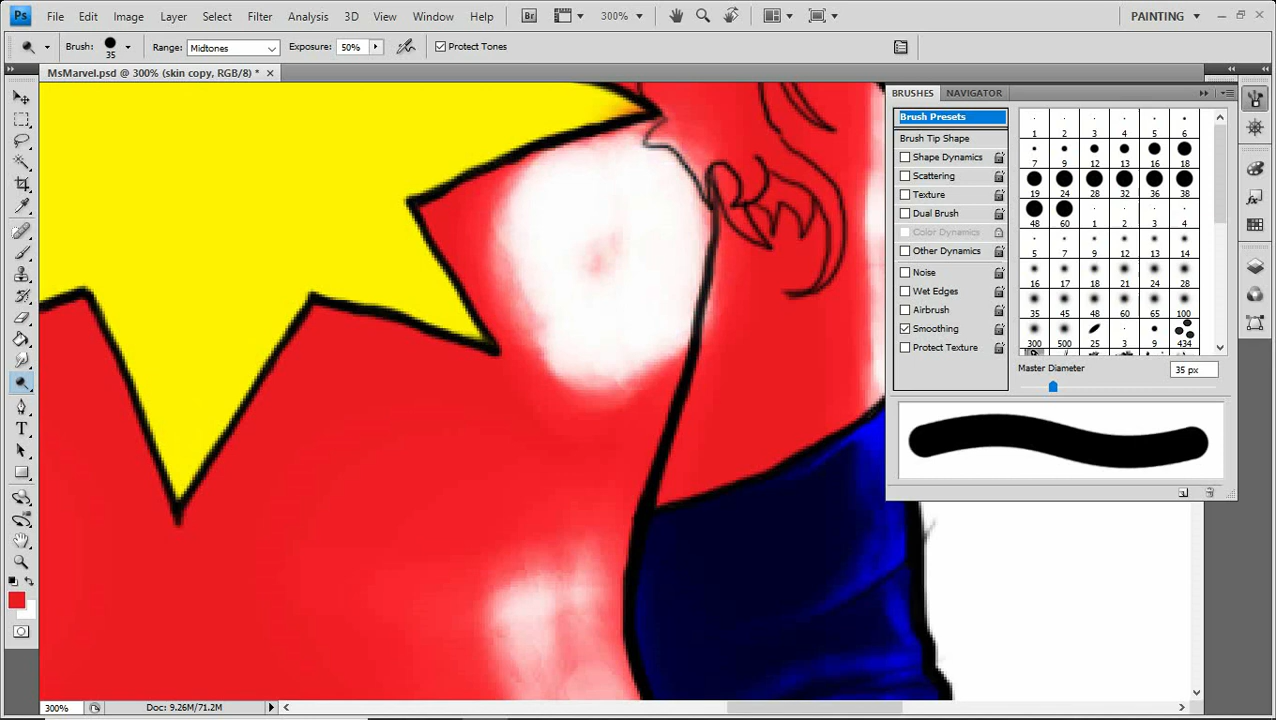 Ps File Edit Image Layer Select Filter Analysis 3D View Window Help Br 300% PAINTING
Brush: 35 Range: Midtones Exposure: 50% Protect Tones
MsMarvel.psd @ 300% (skin copy, RGB/8) *
BRUSHES NAVIGATOR
Brush Presets
Brush Tip Shape
Shape Dynamics
Scattering
Texture
Dual Brush
Color Dynamics
Other Dynamics
Noise
Wet Edges
Airbrush
Smoothing
Protect Texture
1 2 3 4 5 6
7 9 12 13 16 18
19 24 28 32 36 38
48 60 1 2 3 4
5 7 9 12 13 14
16 17 18 21 24 28
35 45 48 60 65 100
300 500 25 3 9 434
Master Diameter 35 px
T
300% Doc: 9.26M/71.2M